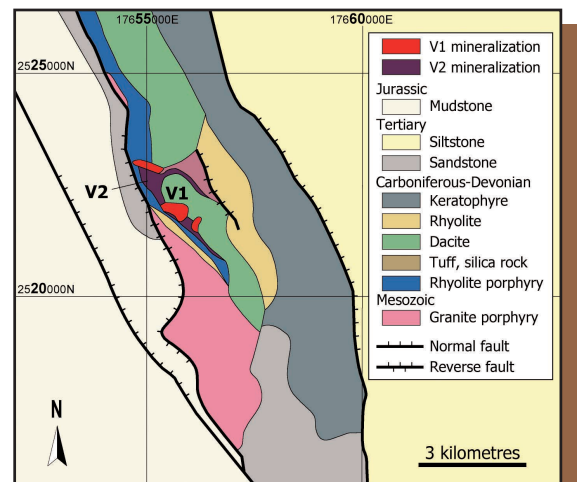 17655000E
17660000E
2525000N
2520000N
V2
V1
N
3 kilometres
V1 mineralization
V2 mineralization
Jurassic
Mudstone
Tertiary
Siltstone
Sandstone
Carboniferous-Devonian
Keratophyre
Rhyolite
Dacite
Tuff, silica rock
Rhyolite porphyry
Mesozoic
Granite porphyry
Normal fault
Reverse fault